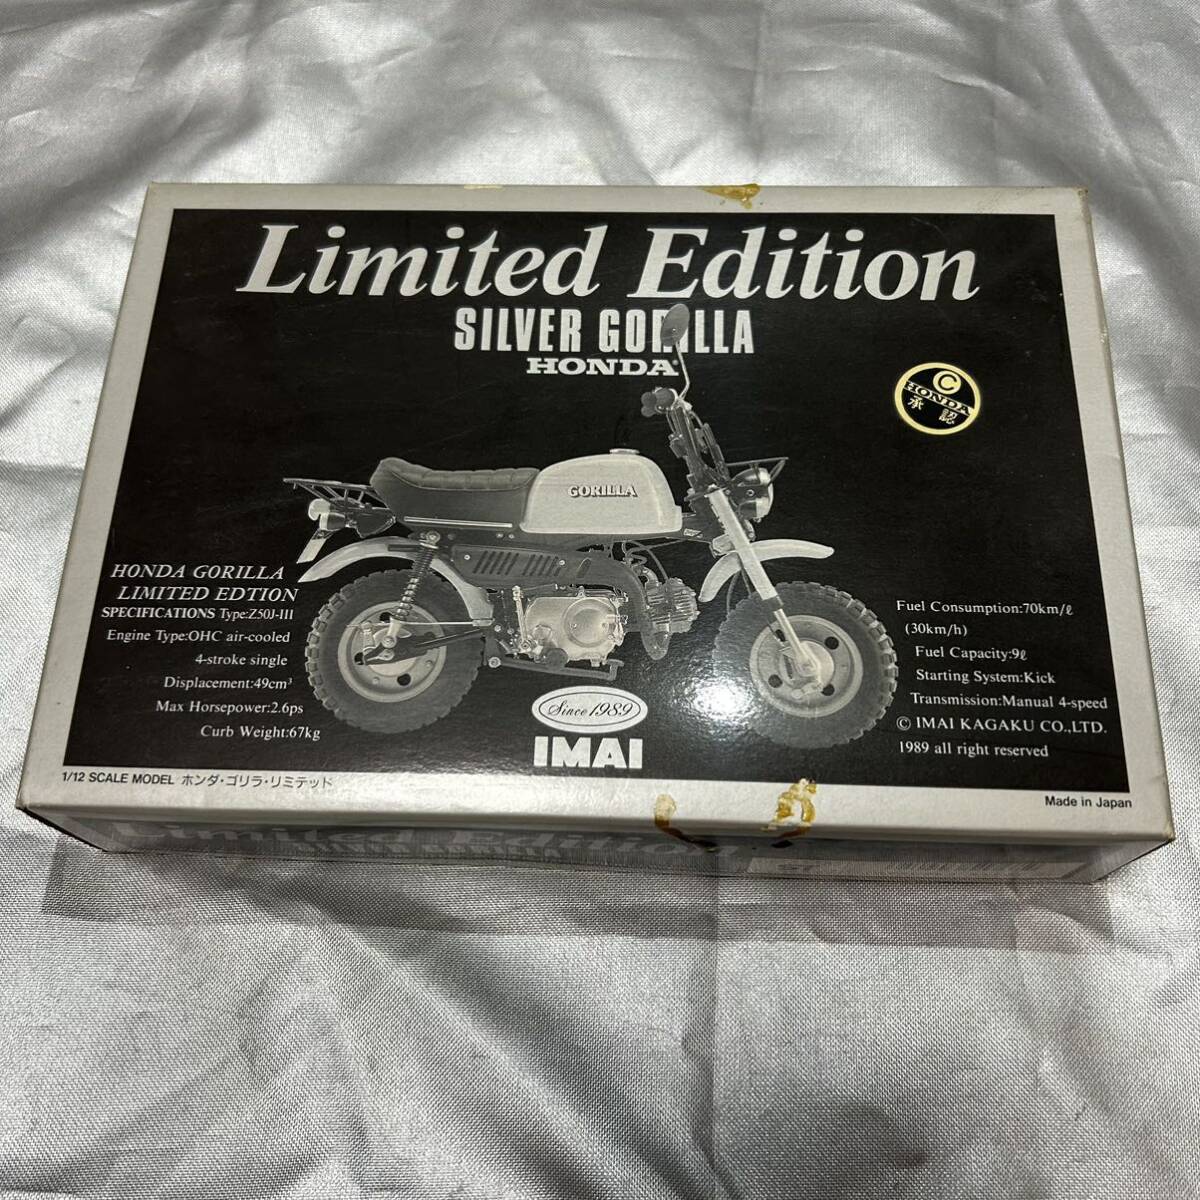 Limited Edition
SILVER GORILLA
HONDA
©
HONDA
承認
GORILLA
HONDA GORILLA
LIMITED EDTION
SPECIFICATIONS Type:Z50J-III
Engine Type:OHC air-cooled
4-stroke single
Displacement:49cm³
Max Horsepower:2.6ps
Curb Weight:67kg
Fuel Consumption:70km/ℓ
(30km/h)
Fuel Capacity:9ℓ
Starting System:Kick
Transmission:Manual 4-speed
© IMAI KAGAKU CO.,LTD.
1989 all right reserved
Since 1989
IMAI
1/12 SCALE MODEL ホンダ・ゴリラ・リミテッド
Made in Japan
Limited Edition